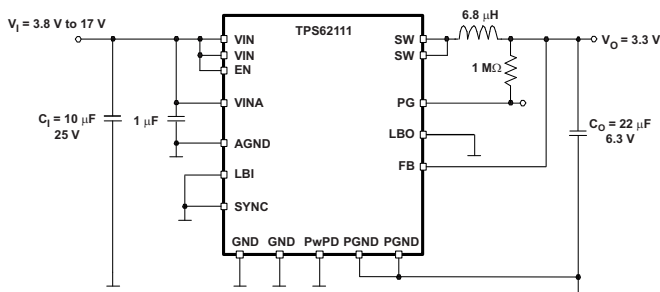 V_I = 3.8 V to 17 V
TPS62111
6.8 μH
VIN
VIN
EN
SW
SW
V_O = 3.3 V
1 MΩ
VINA
PG
C_I = 10 μF
25 V
1 μF
C_O = 22 μF
6.3 V
AGND
LBO
LBI
FB
SYNC
GND GND PwPD PGND PGND